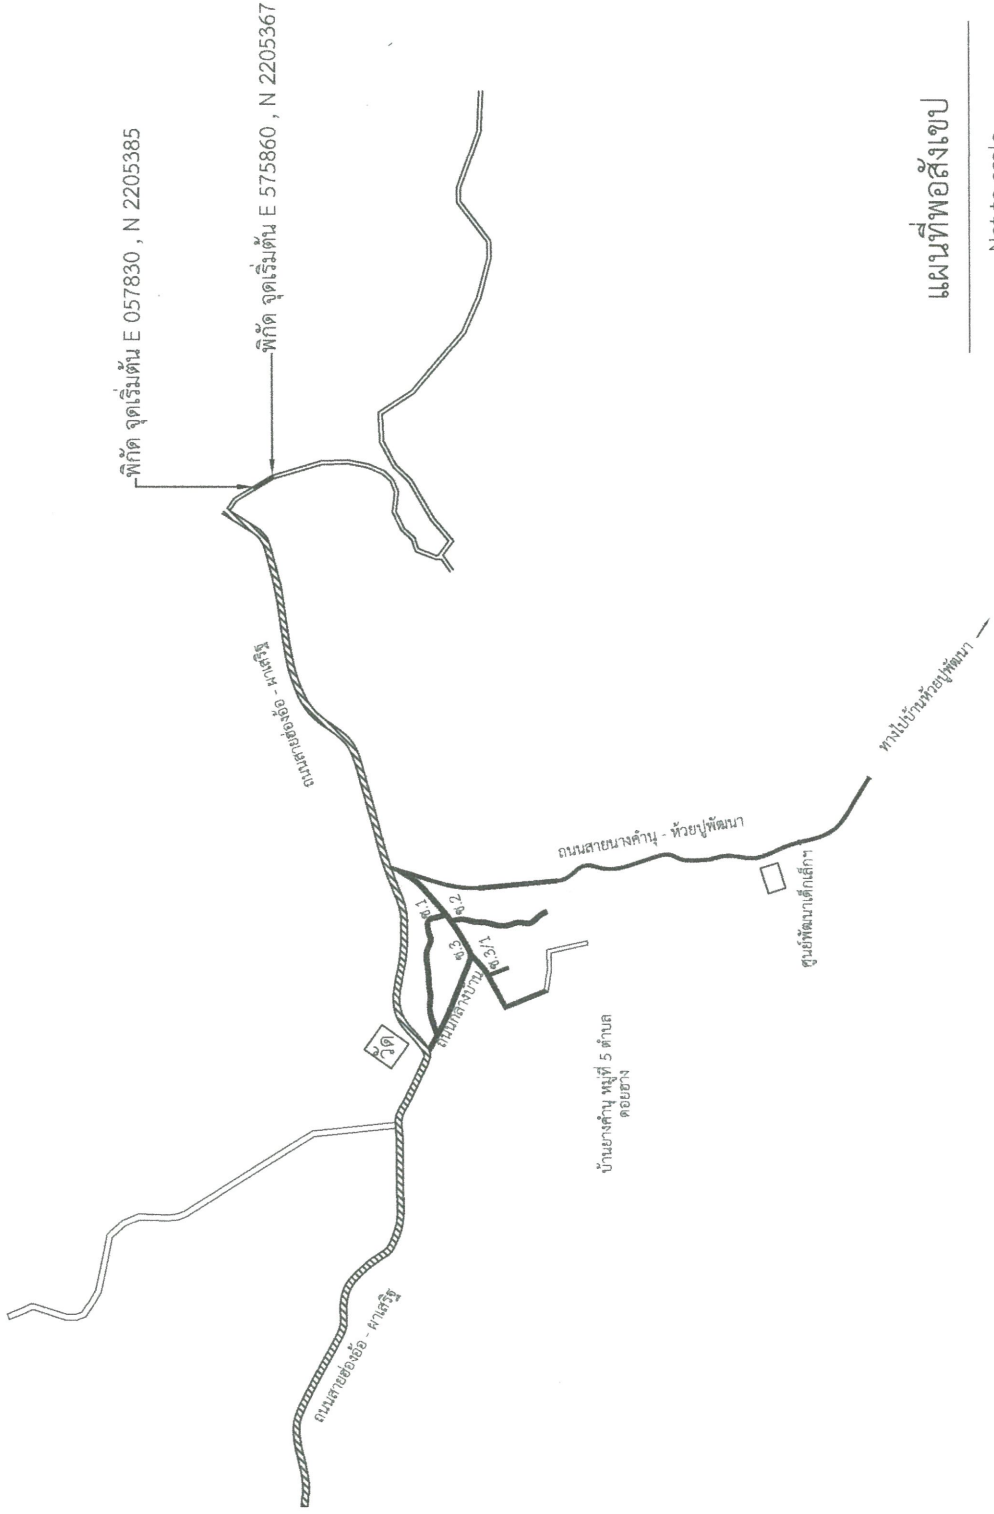 พิกัด จุดเริ่มต้น E 057830 , N 2205385
พิกัด จุดเริ่มต้น E 575860 , N 2205367
ถนนสายฮ่องอ้อ - ผาเสริฐ
วัด
ถนนสายฮ่องอ้อ - ผาเสริฐ
ซ.1
ซ.2
ซ.3
ซ.3/1
ถนนกลางบ้าน
ถนนสายนางคำนุ - ห้วยปูพัฒนา
ทางไปบ้านห้วยปูพัฒนา
ศูนย์พัฒนาเด็กเล็กฯ
บ้านยางคำนุ หมู่ที่ 5 ตำบล
ดอยฮาง
แผนที่พอสังเขป